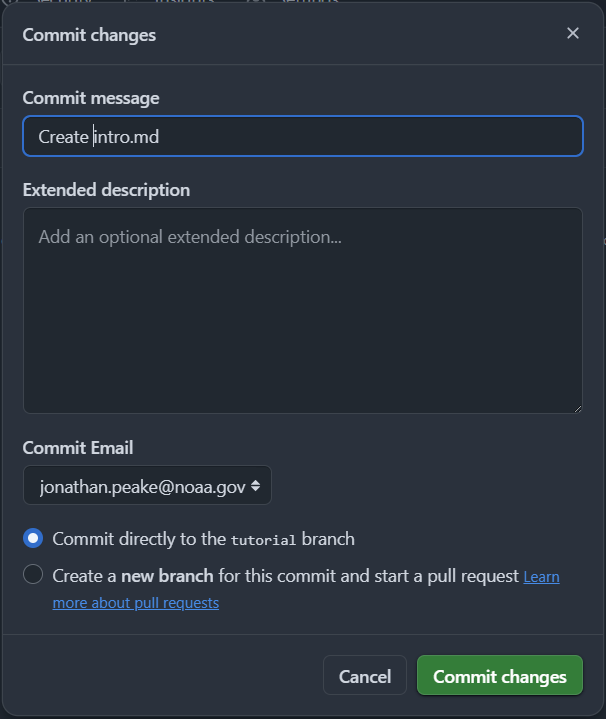 Commit changes
Commit message
Create intro.md
Extended description
Add an optional extended description...
Commit Email
jonathan.peake@noaa.gov
Commit directly to the tutorial branch
Create a new branch for this commit and start a pull request Learn
more about pull requests
Cancel
Commit changes